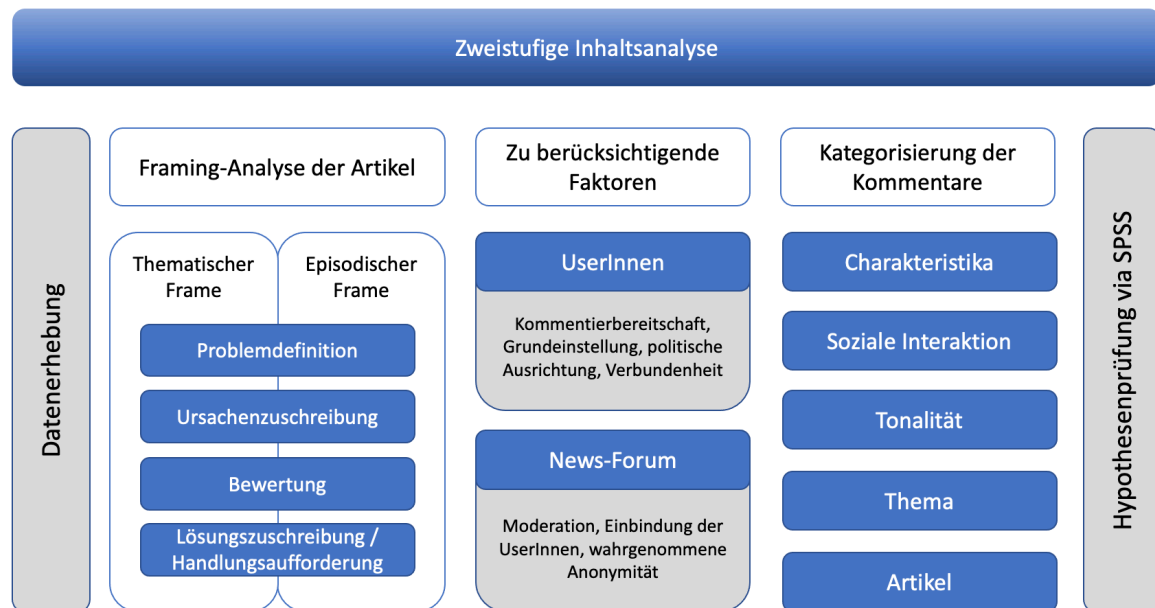 Zweistufige Inhaltsanalyse
Datenerhebung
Framing-Analyse der Artikel
Thematischer
Frame
Episodischer
Frame
Problemdefinition
Ursachenzuschreibung
Bewertung
Lösungszuschreibung /
Handlungsaufforderung
Zu berücksichtigende
Faktoren
UserInnen
Kommentierbereitschaft,
Grundeinstellung, politische
Ausrichtung, Verbundenheit
News-Forum
Moderation, Einbindung der
UserInnen, wahrgenommene
Anonymität
Kategorisierung der
Kommentare
Charakteristika
Soziale Interaktion
Tonalität
Thema
Artikel
Hypothesenprüfung via SPSS